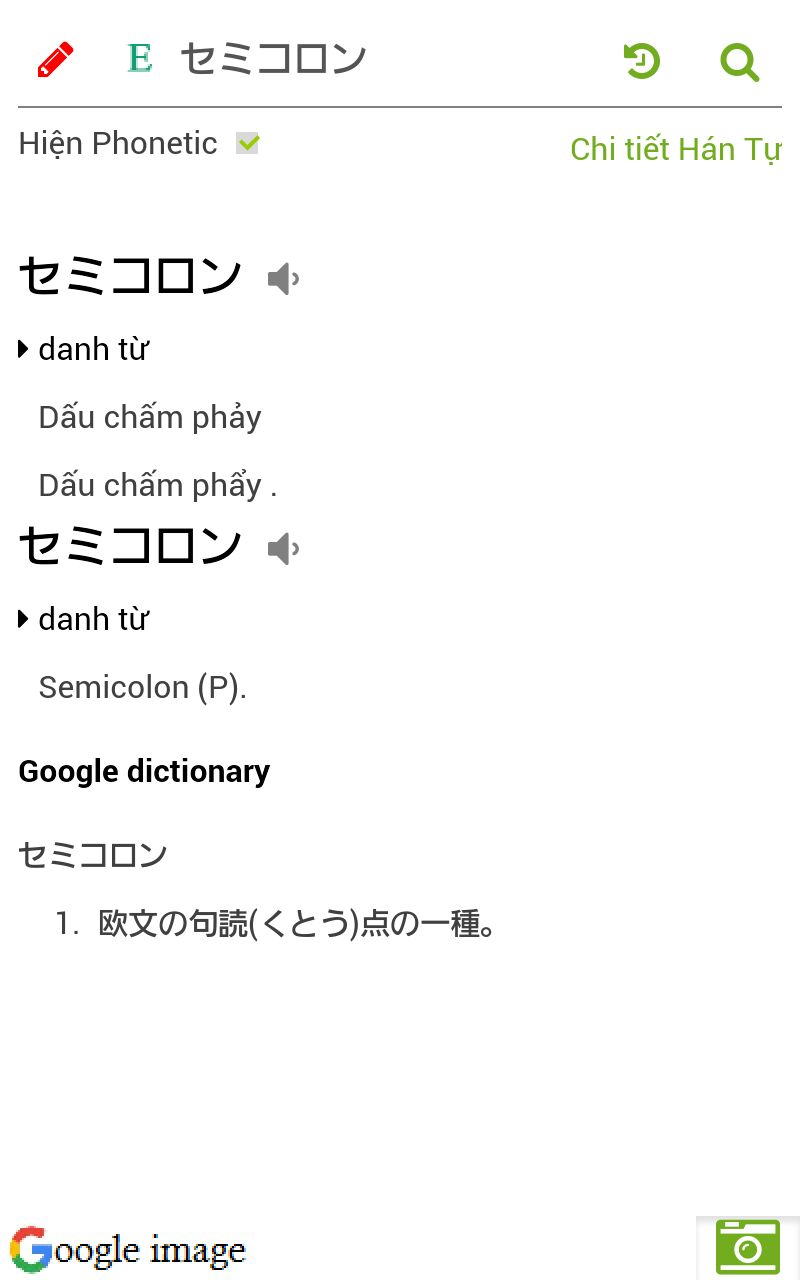 E セミコロン
Hiện Phonetic
Chi tiết Hán Tự
セミコロン
danh từ
Dấu chấm phảy
Dấu chấm phẩy .
セミコロン
danh từ
Semicolon (P).
Google dictionary
セミコロン
1. 欧文の句読(くとう)点の一種。
Google image